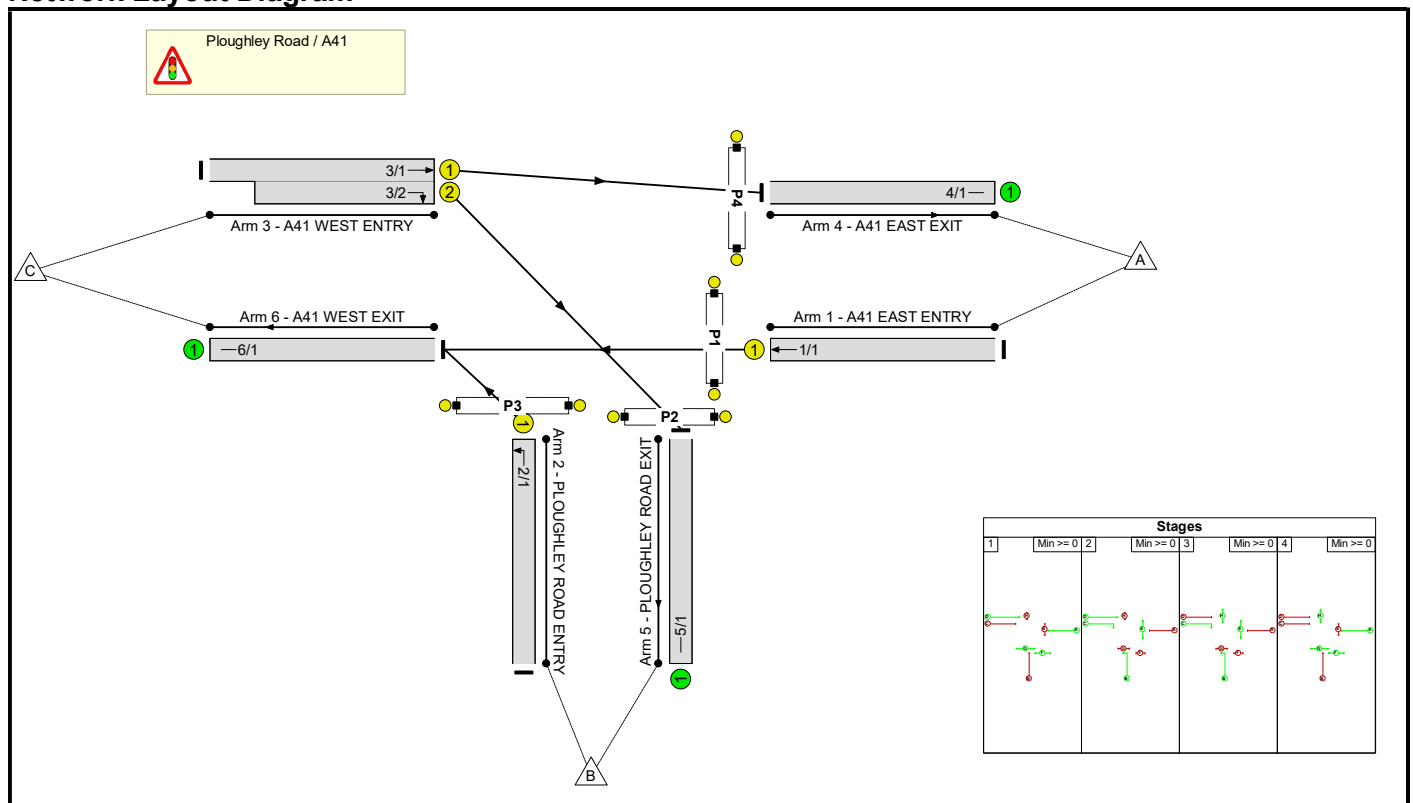 Network Layout Diagram
Ploughley Road / A41
3/1
1
3/2
2
Arm 3 - A41 WEST ENTRY
P4
4/1
1
Arm 4 - A41 EAST EXIT
C
A
Arm 6 - A41 WEST EXIT
1
6/1
P1
Arm 1 - A41 EAST ENTRY
1
1/1
P3
1
P2
2/1
Arm 2 - PLOUGHLEY ROAD ENTRY
Arm 5 - PLOUGHLEY ROAD EXIT
5/1
1
B
Stages
1 Min >= 0 2 Min >= 0 3 Min >= 0 4 Min >= 0